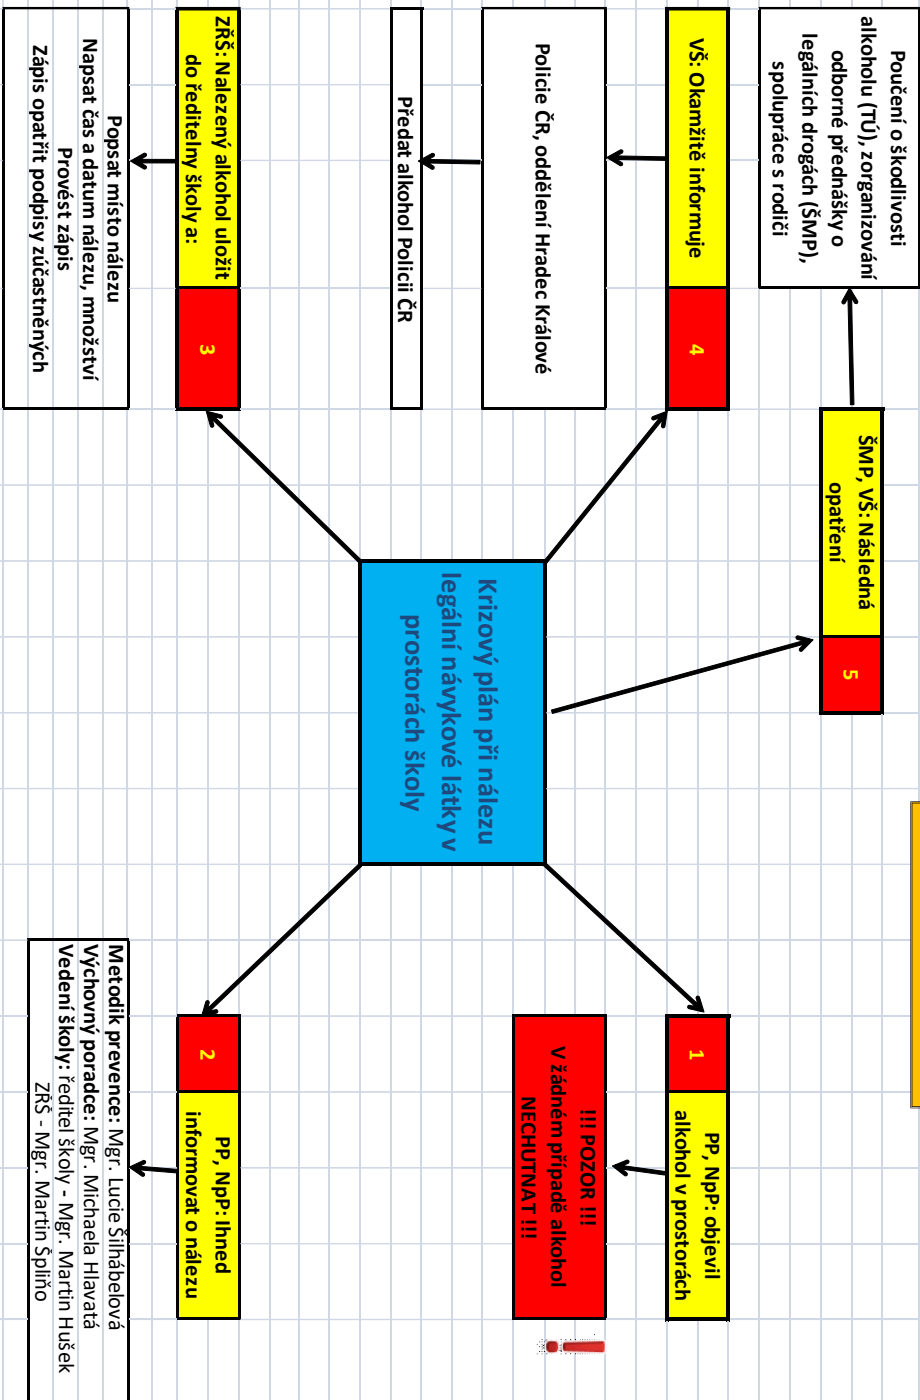 Krizový plán při nálezu
legální návykové látky v
prostorách školy
1
PP, NpP: objevil
alkohol v prostorách
!!! POZOR !!!
V žádném případě alkohol
NECHUTNAT !!!
2
PP, NpP: Ihned
informovat o nálezu
Metodik prevence: Mgr. Lucie Šilhábelová
Výchovný poradce: Mgr. Michaela Hlavatá
Vedení školy: ředitel školy - Mgr. Martin Hušek
ZŘŠ - Mgr. Martin Špliňo
ZŘŠ: Nalezený alkohol uložit
do ředitelny školy a:
3
Popsat místo nálezu
Napsat čas a datum nálezu, množství
Provést zápis
Zápis opatřit podpisy zúčastněných
VŠ: Okamžitě informuje
4
Policie ČR, oddělení Hradec Králové
Předat alkohol Policii ČR
ŠMP, VŠ: Následná
opatření
5
Poučení o škodlivosti
alkoholu (TÚ), zorganizování
odborné přednášky o
legálních drogách (ŠMP),
spolupráce s rodiči